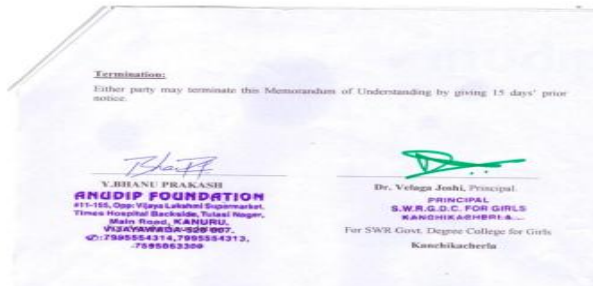 Termination:
Either party may terminate this Memorandum of Understanding by giving 15 days' prior
notice.
Y.BHANU PRAKASH
ANUDIP FOUNDATION
#11-155, Opp: Vijaya Lakshmi Supermarket,
Times Hospital Backside, Tulasi Nagar,
Main Road, KANURU,
VIJAYAWADA-520 007.
✆:7995554314,7995554313,
Dr. Velaga Joshi, Principal.
PRINCIPAL
S.W.R.G.D.C. FOR GIRLS
KANCHIKACHERLA
For SWR Govt. Degree College for Girls
Kanchikacherla